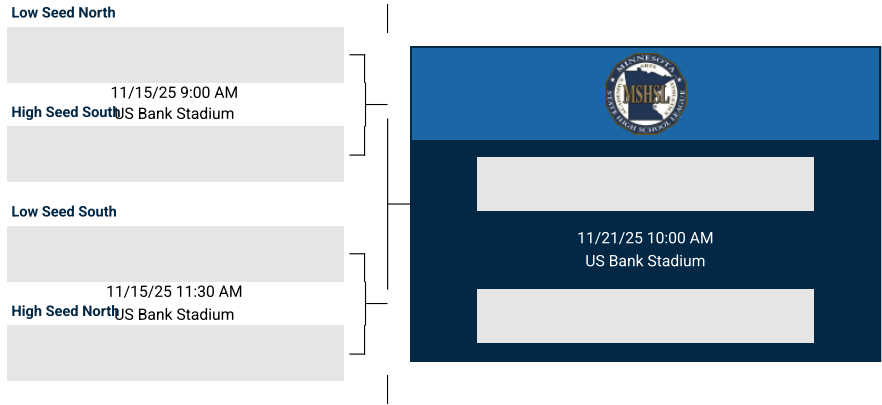 Low Seed North
11/15/25 9:00 AM
High Seed South
US Bank Stadium
Low Seed South
11/15/25 11:30 AM
High Seed North
US Bank Stadium
MINNESOTA
STATE HIGH SCHOOL LEAGUE
MSHSL
11/21/25 10:00 AM
US Bank Stadium